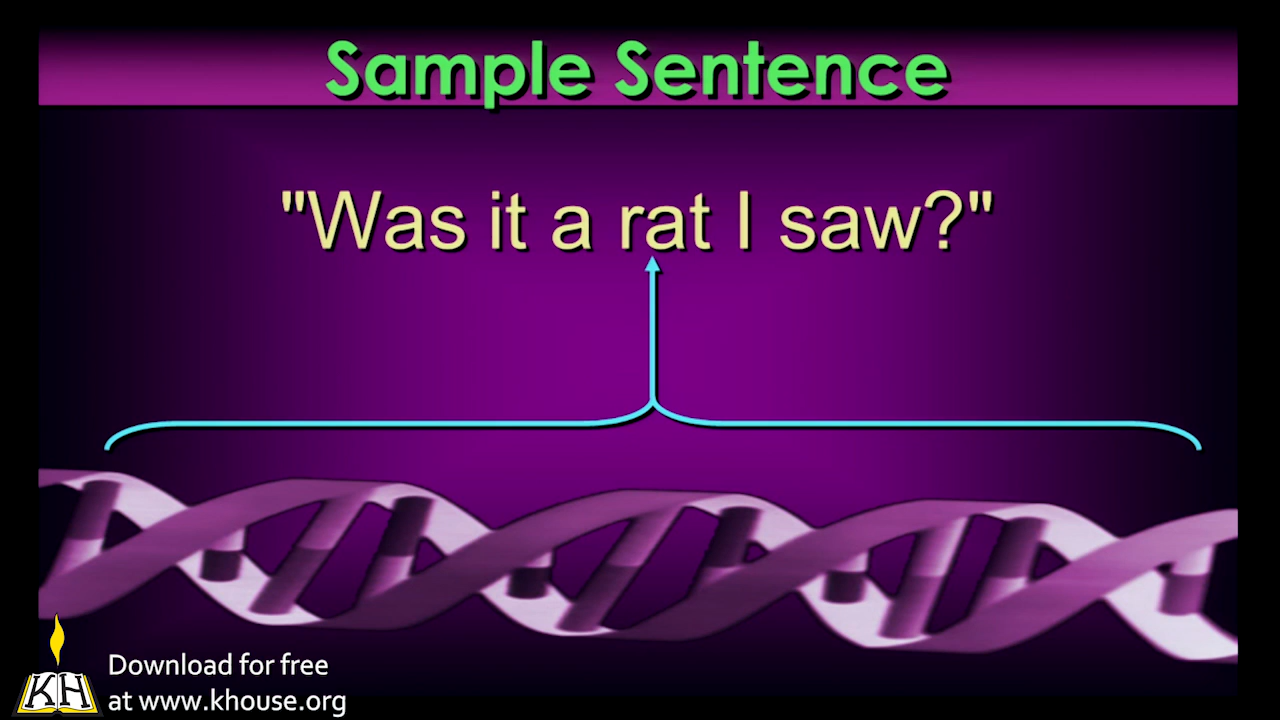 Sample Sentence
"Was it a rat I saw?"
KH
Download for free
at www.khouse.org